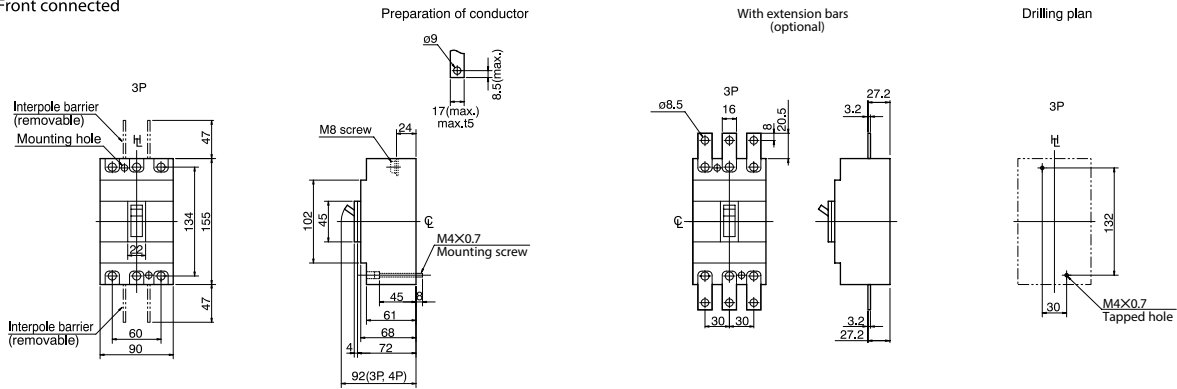 Front connected
Preparation of conductor
ø9
8.5(max.)
17(max.)
max.t5
3P
Interpole barrier
(removable)
Mounting hole
47
134
155
22
47
Interpole barrier
(removable)
60
90
M8 screw
24
102
45
M4×0.7
Mounting screw
45
8
61
68
4
72
92(3P, 4P)
With extension bars
(optional)
3P
ø8.5
16
8
20.5
30
30
27.2
3.2
3.2
27.2
Drilling plan
3P
132
30
M4×0.7
Tapped hole